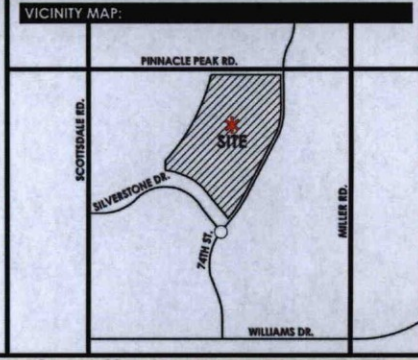 VICINITY MAP:
PINNACLE PEAK RD.
SCOTTSDALE RD.
SITE
SILVERSTONE DR.
MILLER RD.
74TH ST.
WILLIAMS DR.